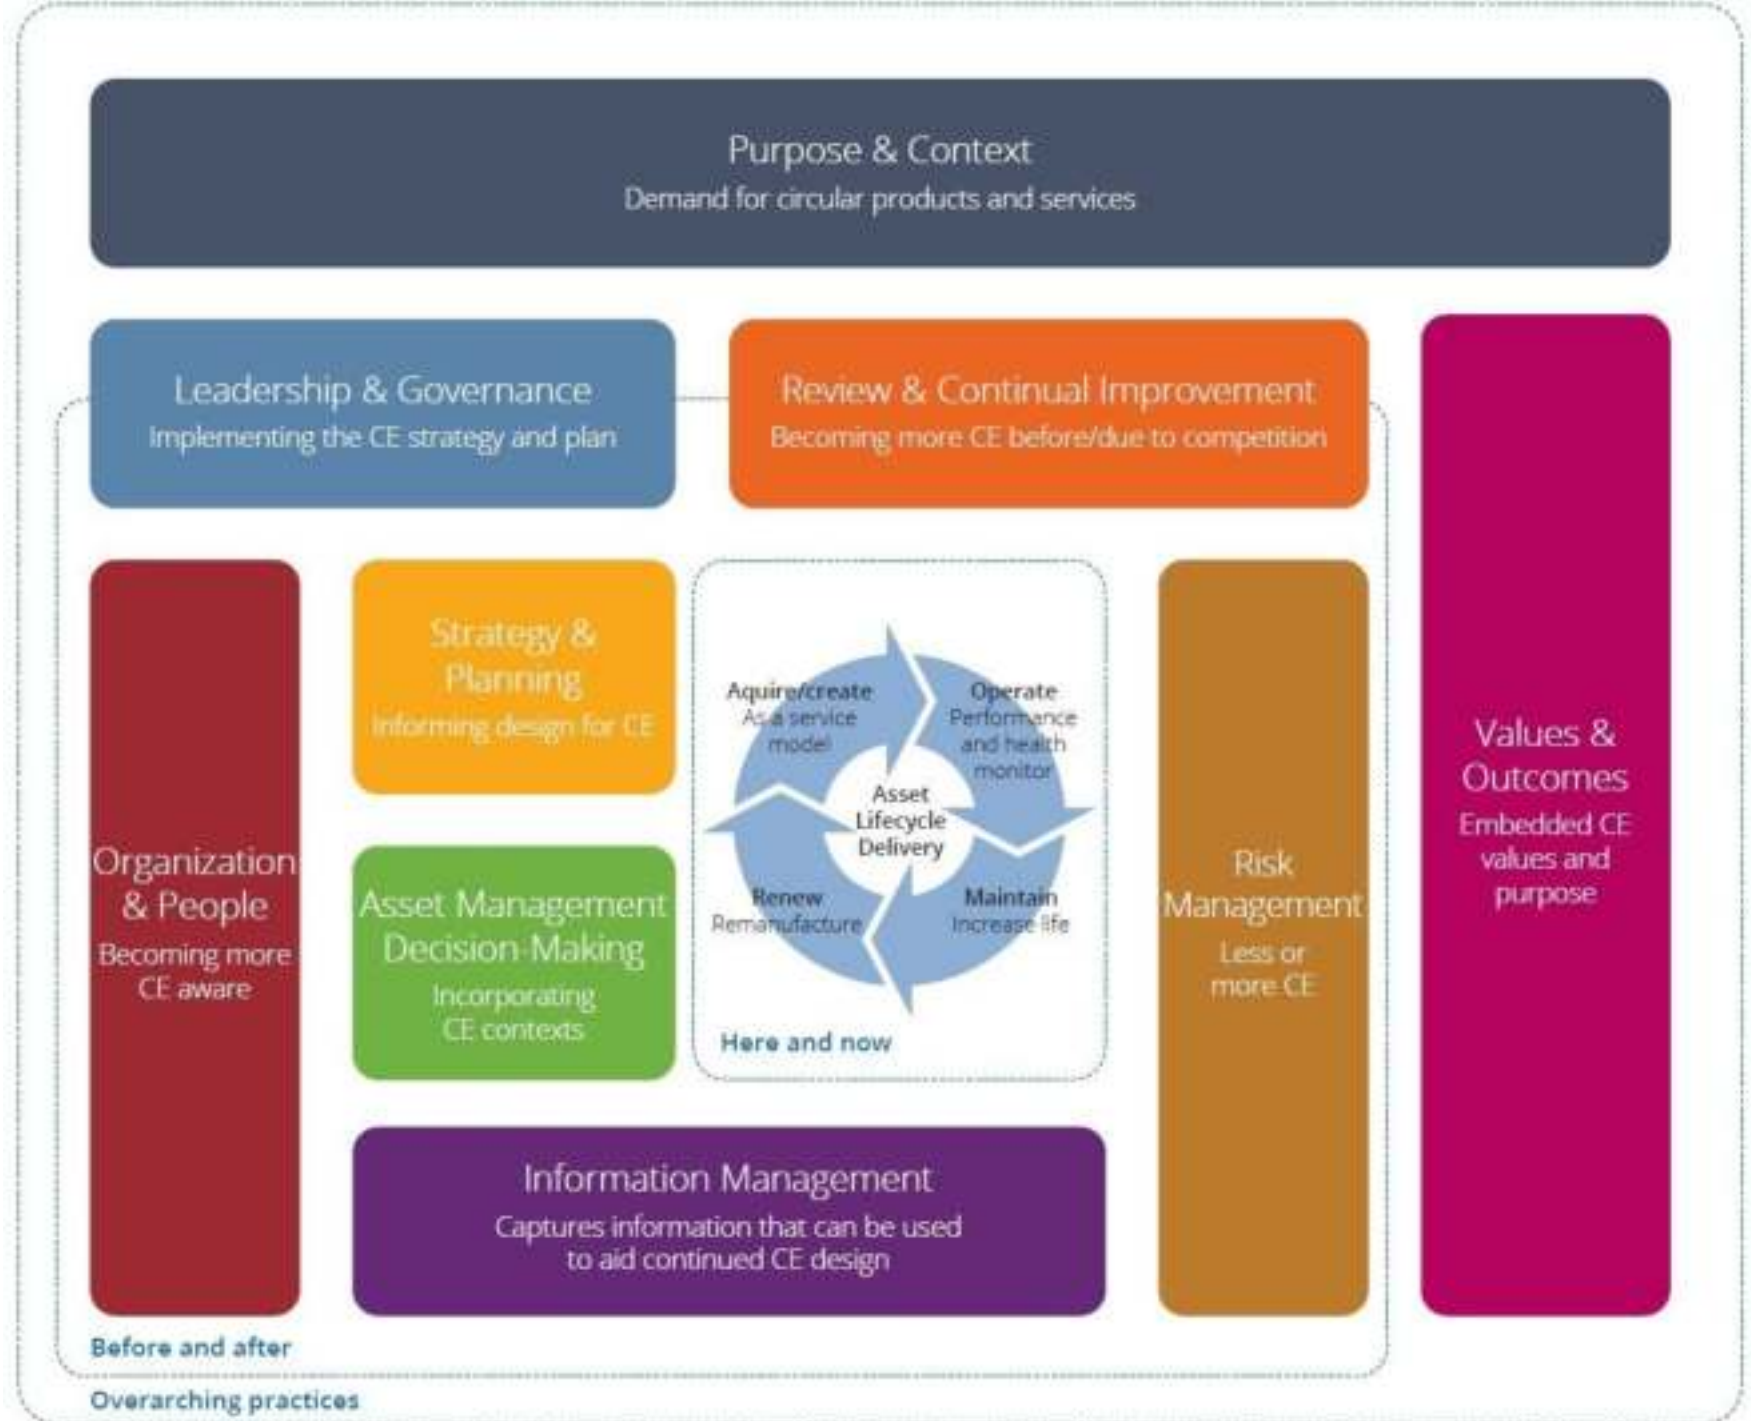 Purpose & Context
Demand for circular products and services
Leadership & Governance
Implementing the CE strategy and plan
Review & Continual Improvement
Becoming more CE before/due to competition
Values &
Outcomes
Embedded CE
values and
purpose
Organization
& People
Becoming more
CE aware
Strategy &
Planning
Informing design for CE
Asset Management
Decision-Making
Incorporating
CE contexts
Aquire/create
As a service
model
Operate
Performance
and health
monitor
Asset
Lifecycle
Delivery
Renew
Remanufacture
Maintain
Increase life
Here and now
Risk
Management
Less or
more CE
Information Management
Captures information that can be used
to aid continued CE design
Before and after
Overarching practices